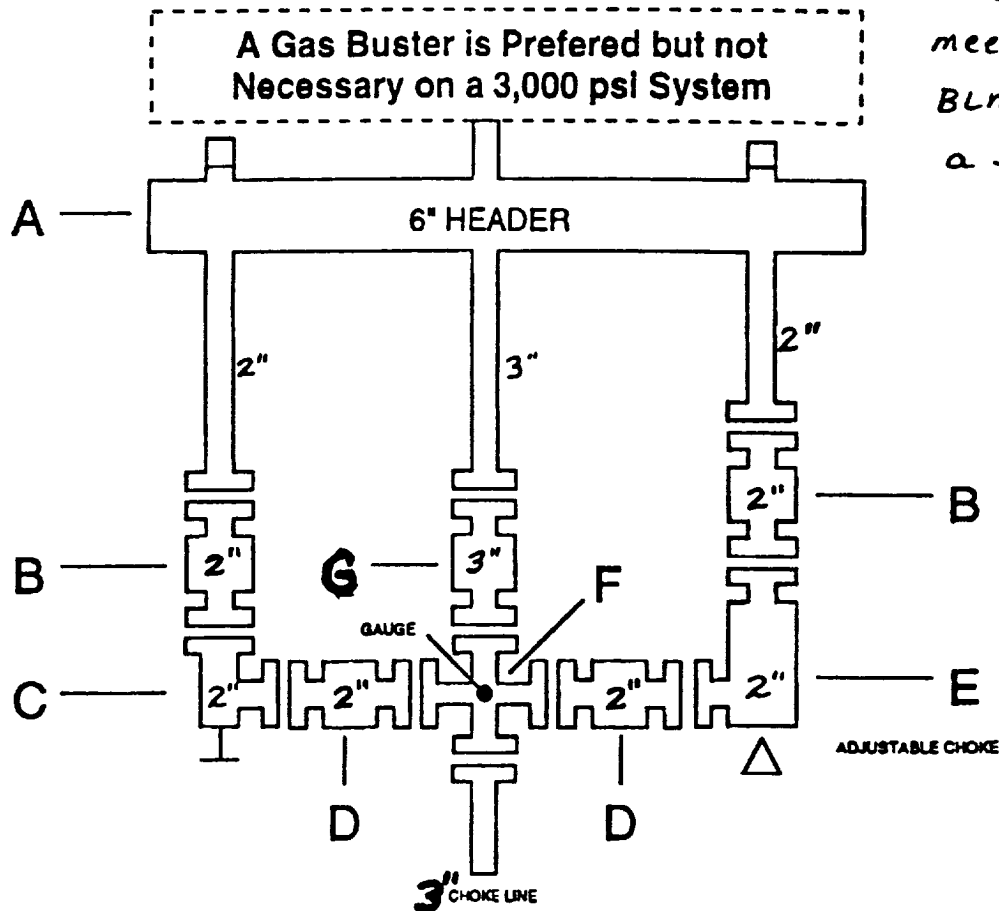 A Gas Buster is Prefered but not
Necessary on a 3,000 psi System
mee
BLM
a
A
6" HEADER
2"
3"
2"
B
2"
G
3"
F
2"
B
GAUGE
C
2"
2"
2"
2"
E
ADJUSTABLE CHOKE
D
D
3" CHOKE LINE